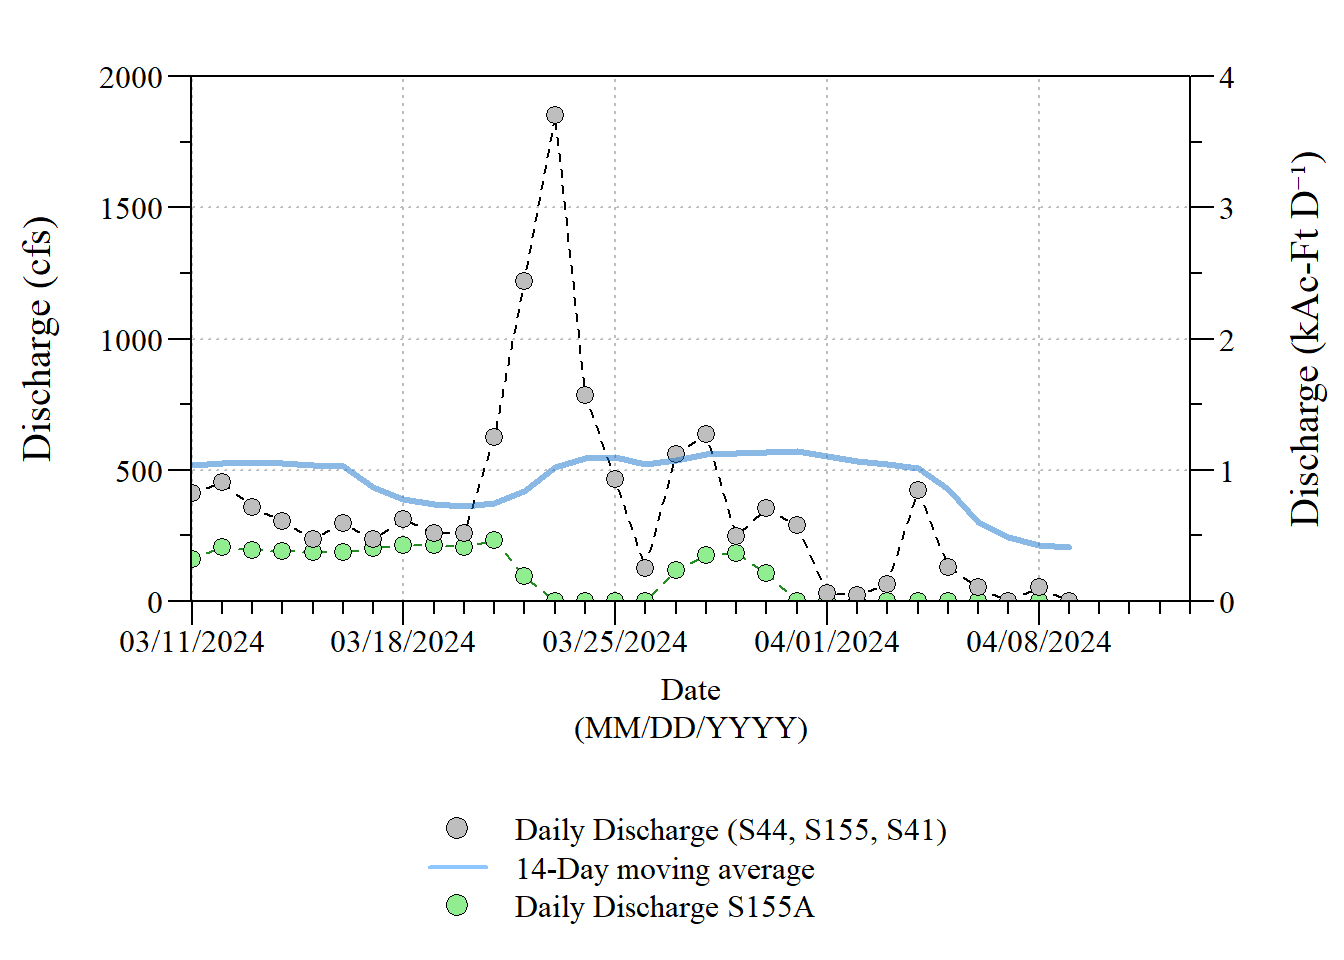 2000
1500
1000
500
0
Discharge (cfs)
4
3
2
1
0
Discharge (kAc-Ft D⁻¹)
03/11/2024
03/18/2024
03/25/2024
04/01/2024
04/08/2024
Date
(MM/DD/YYYY)
Daily Discharge (S44, S155, S41)
14-Day moving average
Daily Discharge S155A